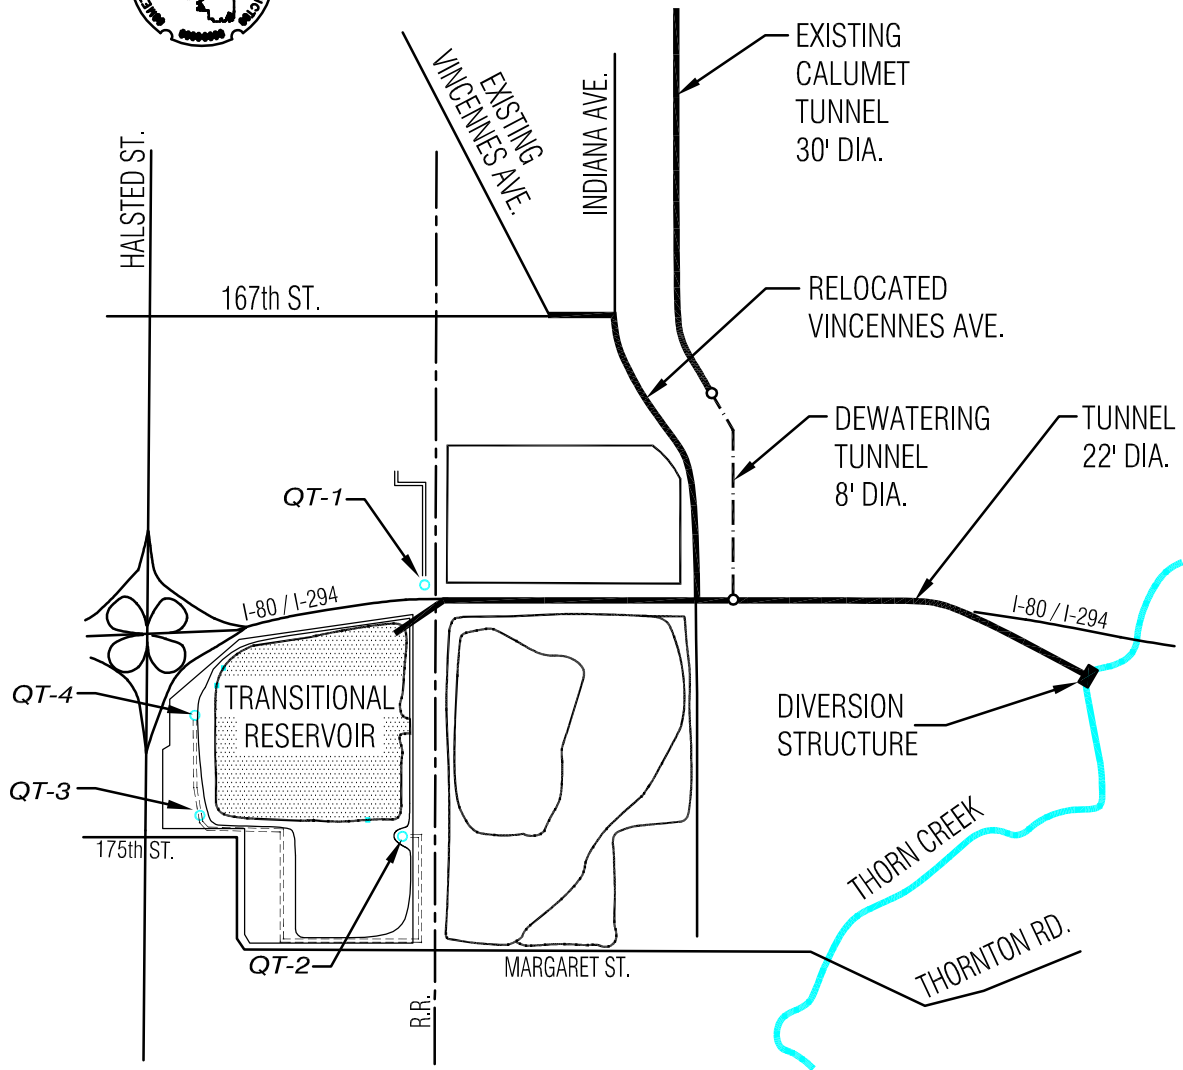 EXISTING
CALUMET
TUNNEL
30' DIA.
EXISTING
VINCENNES AVE.
INDIANA AVE.
HALSTED ST.
167th ST.
RELOCATED
VINCENNES AVE.
DEWATERING
TUNNEL
8' DIA.
TUNNEL
22' DIA.
QT-1
I-80 / I-294
I-80 / I-294
QT-4
TRANSITIONAL
RESERVOIR
DIVERSION
STRUCTURE
QT-3
175th ST.
THORN CREEK
QT-2
MARGARET ST.
THORNTON RD.
R.R.